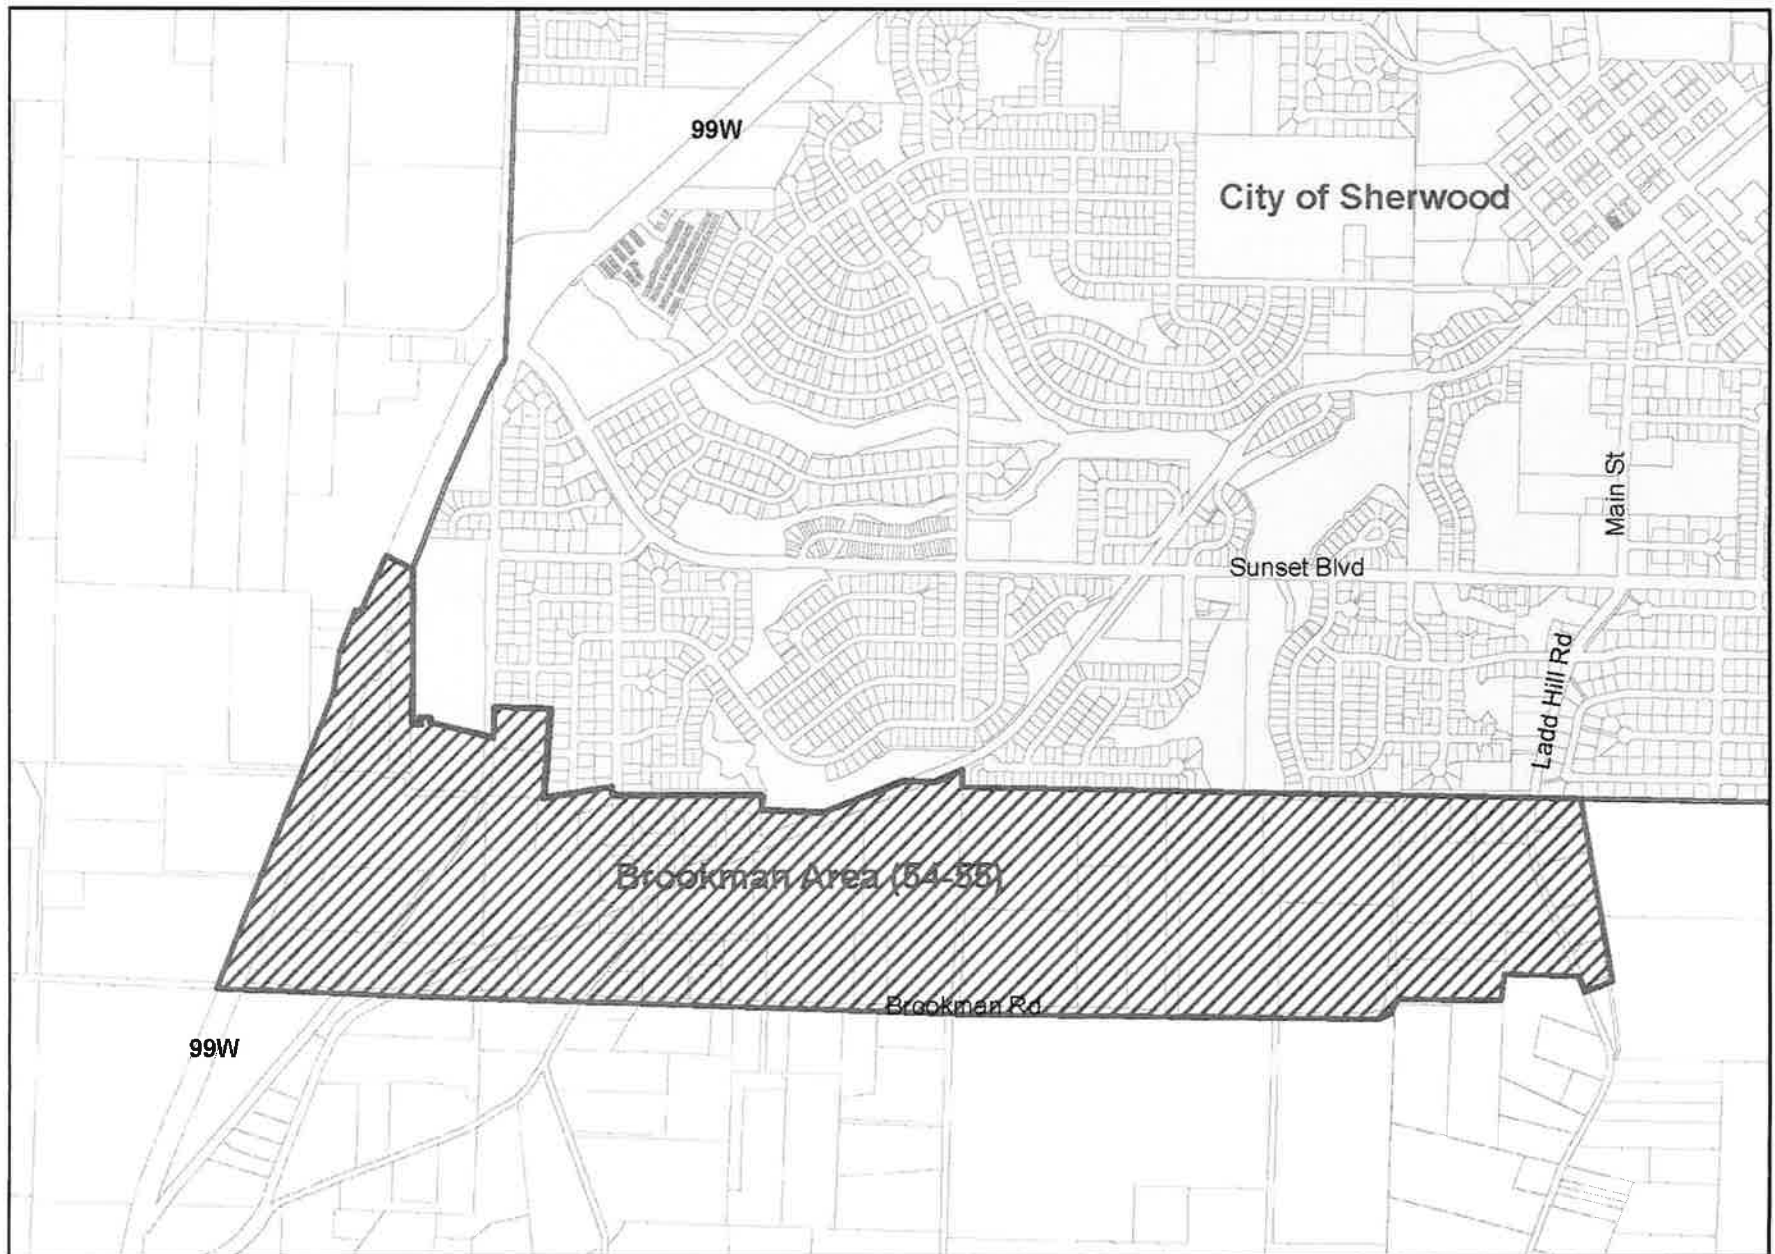 99W
City of Sherwood
Main St
Sunset Blvd
Ladd Hill Rd
Brookman Area (54-55)
Brookman Rd
99W